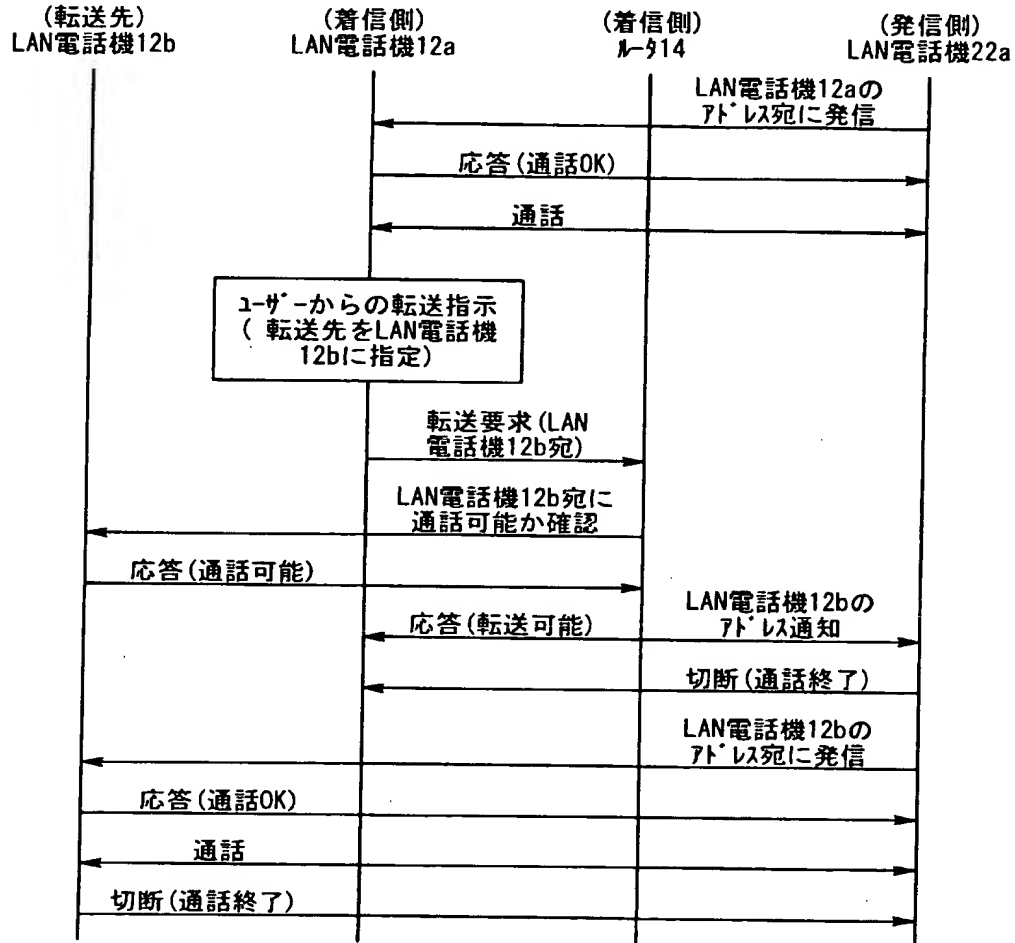 (転送先)
LAN電話機12b
(着信側)
LAN電話機12a
(着信側)
ﾙｰﾀ14
(発信側)
LAN電話機22a
LAN電話機12aの
ｱﾄﾞﾚｽ宛に発信
応答(通話OK)
通話
ﾕｰｻﾞｰからの転送指示
( 転送先をLAN電話機
12bに指定)
転送要求(LAN
電話機12b宛)
LAN電話機12b宛に
通話可能か確認
応答(通話可能)
LAN電話機12bの
ｱﾄﾞﾚｽ通知
応答(転送可能)
切断(通話終了)
LAN電話機12bの
ｱﾄﾞﾚｽ宛に発信
応答(通話OK)
通話
切断(通話終了)